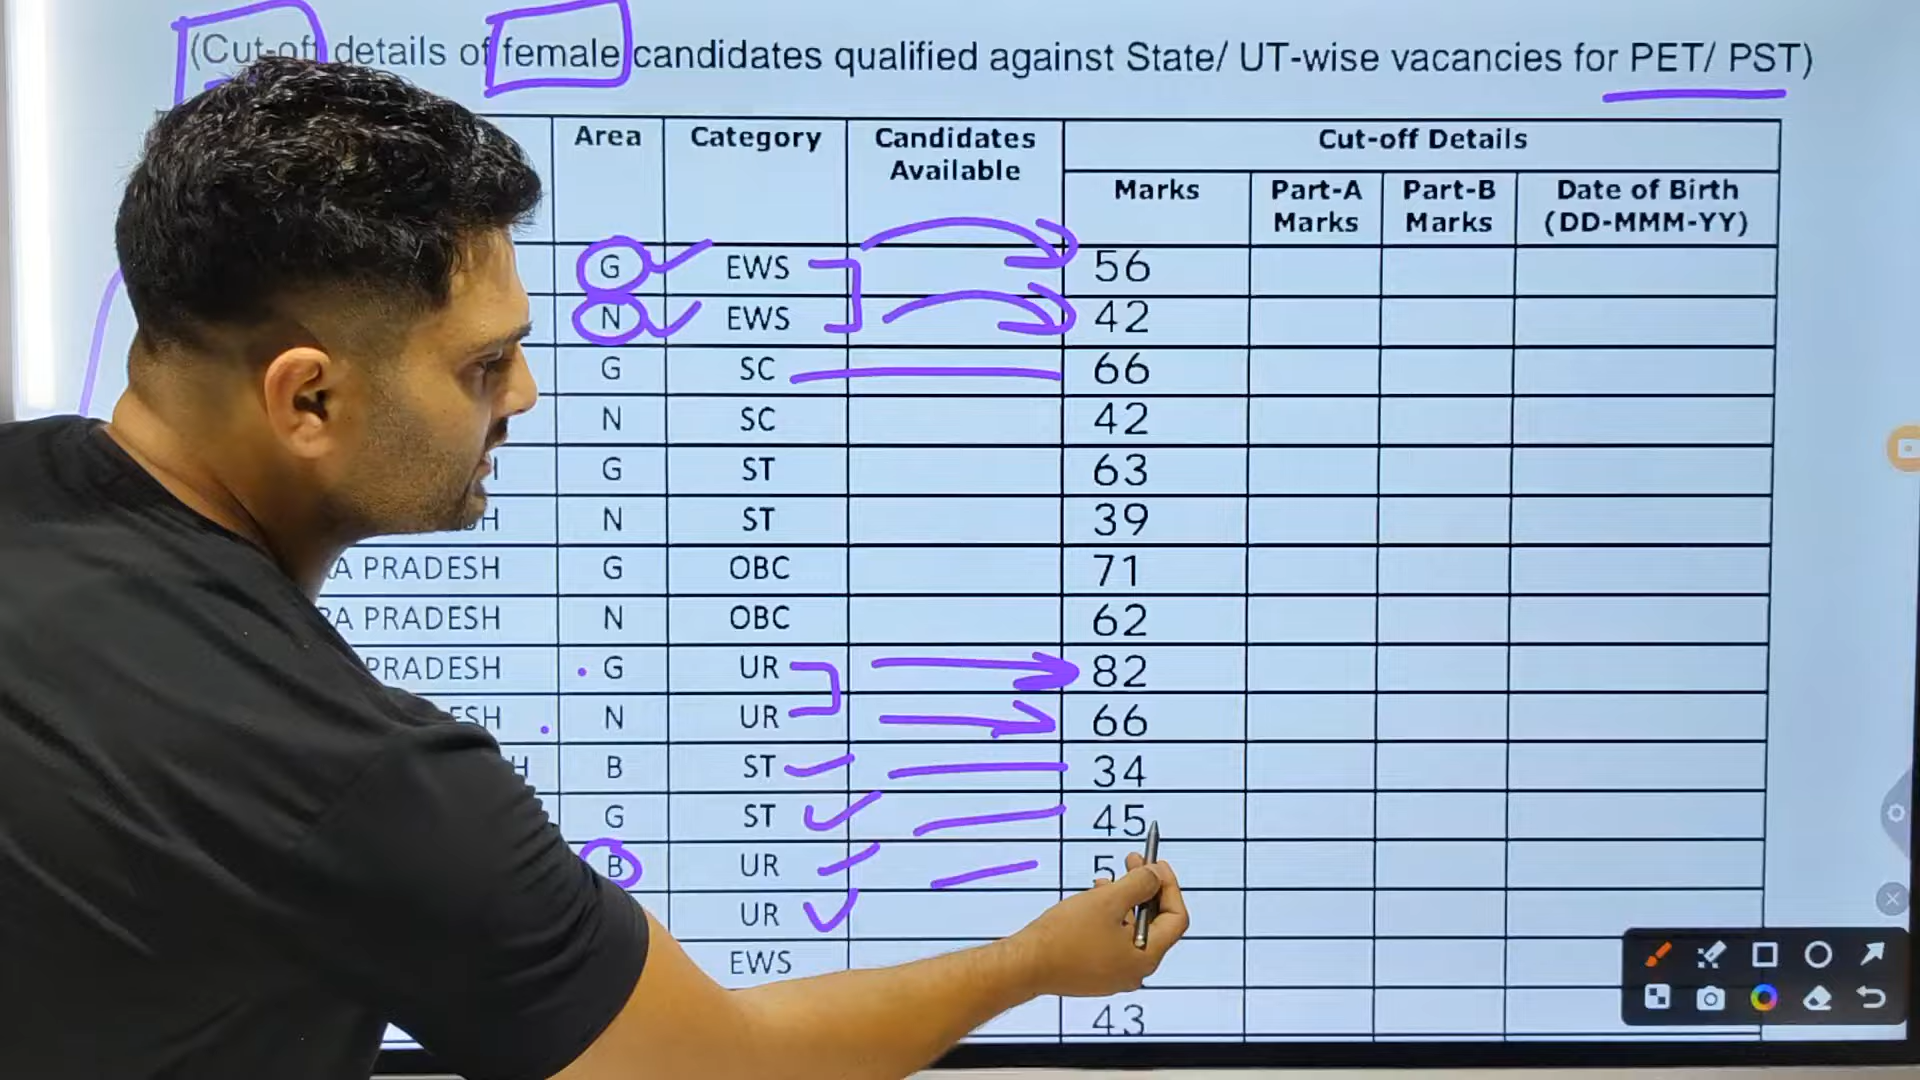 (Cut-off details of female candidates qualified against State/ UT-wise vacancies for PET/ PST)
Area Category Candidates Available Cut-off Details
Marks Part-A Marks Part-B Marks Date of Birth (DD-MMM-YY)
G EWS 56
N EWS 42
G SC 66
N SC 42
G ST 63
N ST 39
PRADESH G OBC 71
PRADESH N OBC 62
PRADESH G UR 82
N UR 66
B ST 34
G ST 45
B UR
UR
EWS
43